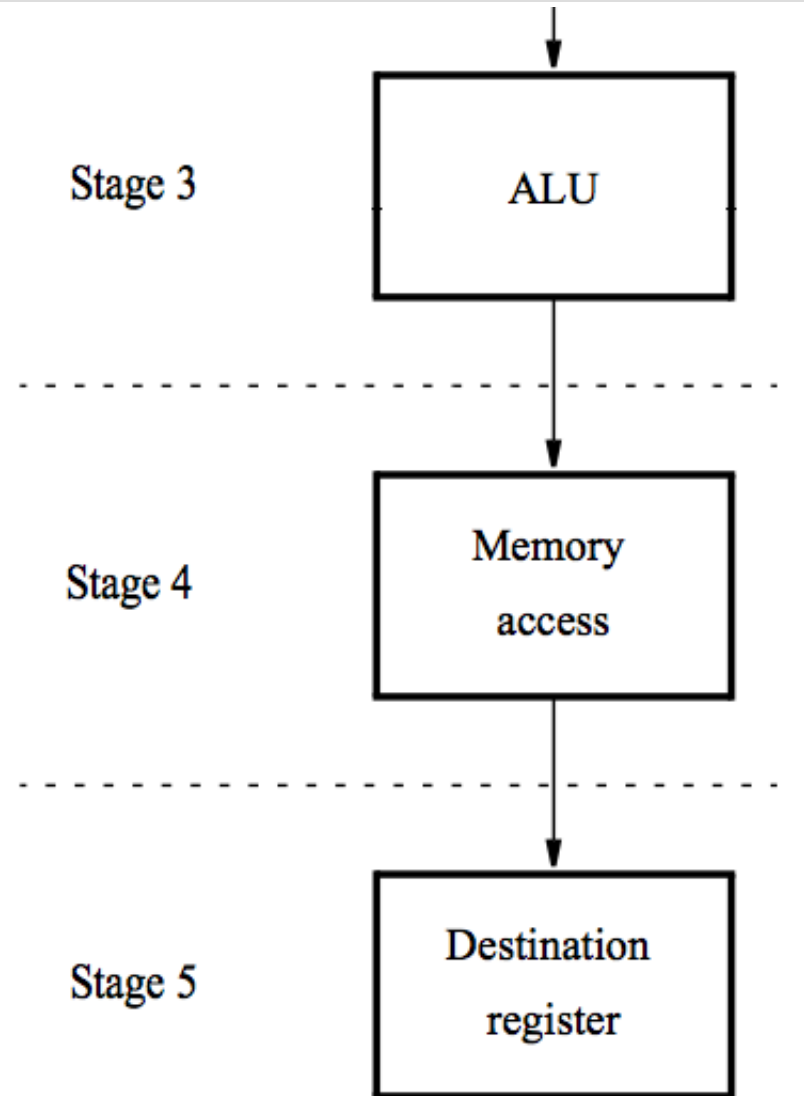 Stage 3
ALU
Stage 4
Memory
access
Stage 5
Destination
register